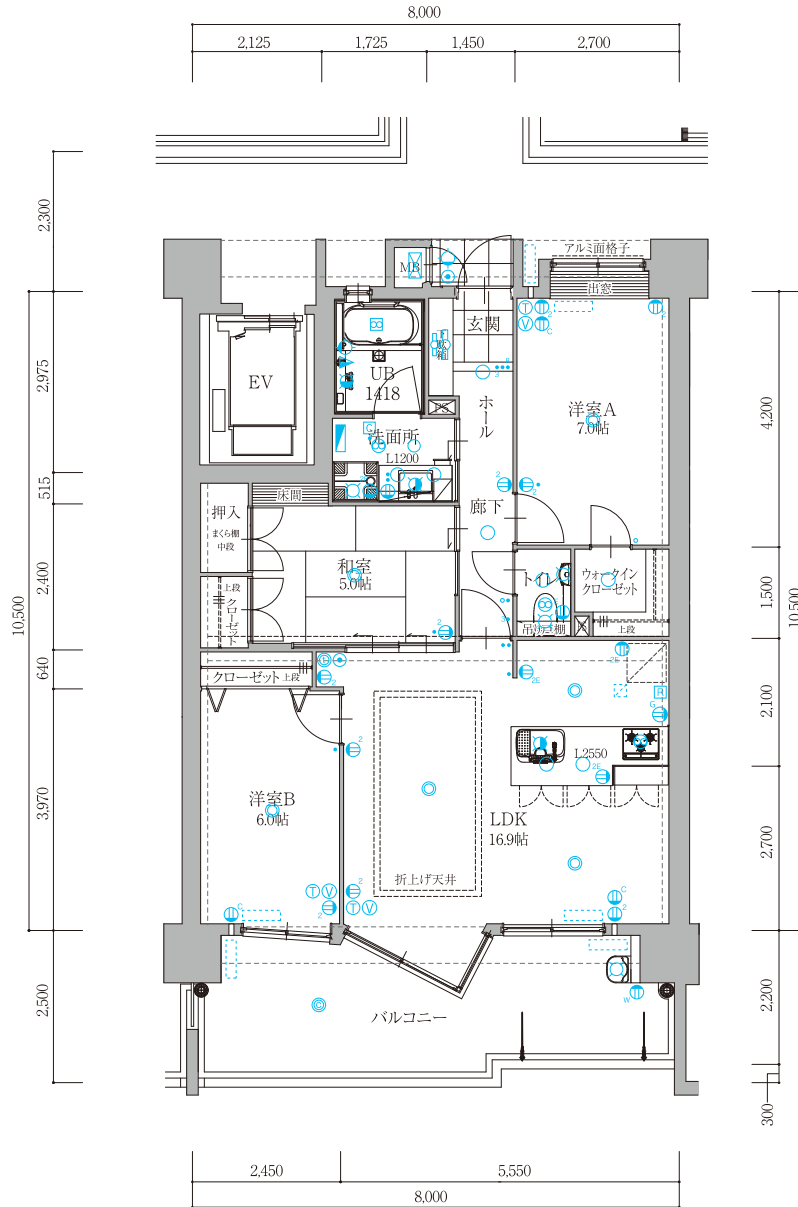 8,000
2,125
1,725
1,450
2,700
2,300
2,975
515
2,400
640
3,970
2,500
10,500
4,200
1,500
2,100
2,700
2,200
300
10,500
アルミ面格子
出窓
MB
玄関
下駄箱
EV
UB
1418
PS
ホール
洋室A
7.0帖
洗面所
L1200
床間
押入
まくら棚
中段
廊下
和室
5.0帖
トイレ
吊り戸棚
ウォークイン
クローゼット
上段
上段
クローゼット
クローゼット 上段
L2550
洋室B
6.0帖
LDK
16.9帖
折上げ天井
バルコニー
2,450
5,550
8,000